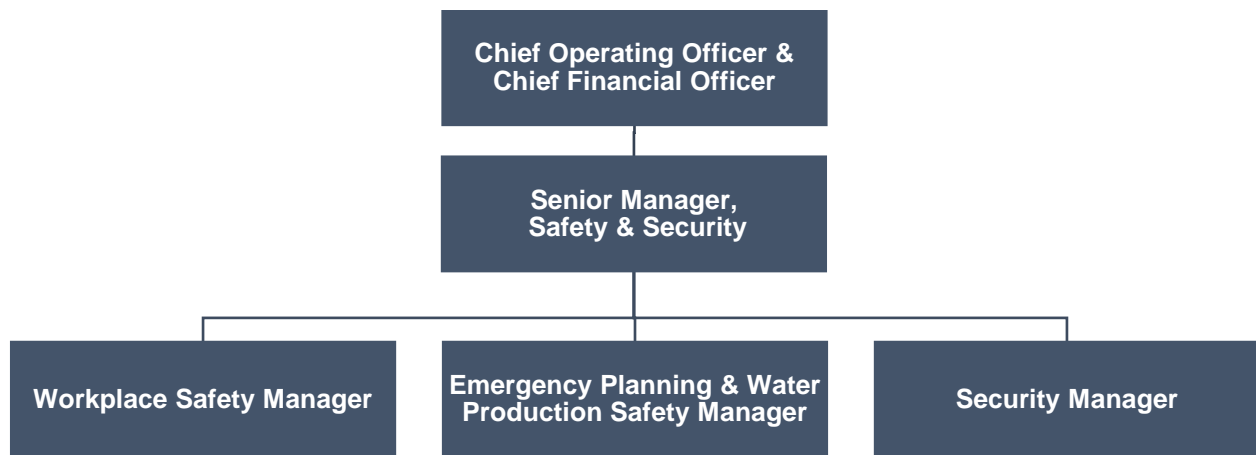 Chief Operating Officer &
Chief Financial Officer
Senior Manager,
Safety & Security
Workplace Safety Manager
Emergency Planning & Water
Production Safety Manager
Security Manager